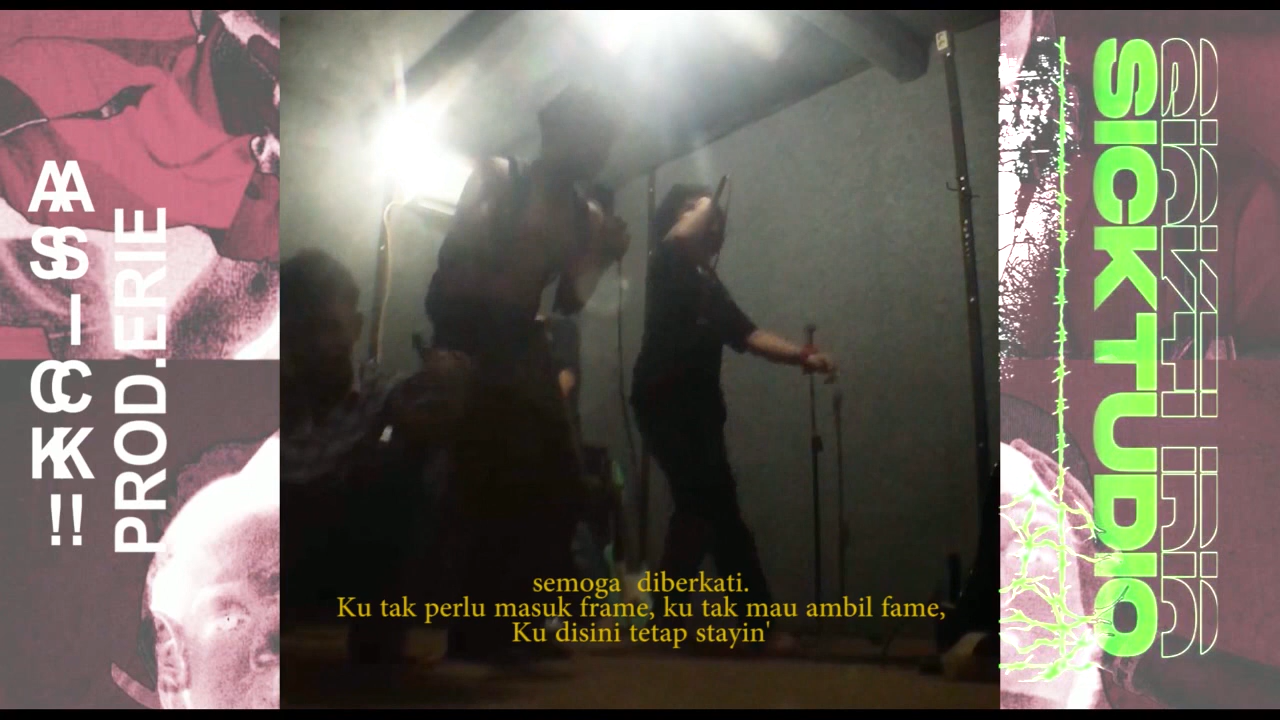 AASSICCKK!!
PROD.ERIE
semoga diberkati.
Ku tak perlu masuk frame, ku tak mau ambil fame,
Ku disini tetap stayin'
SICKTUDIO